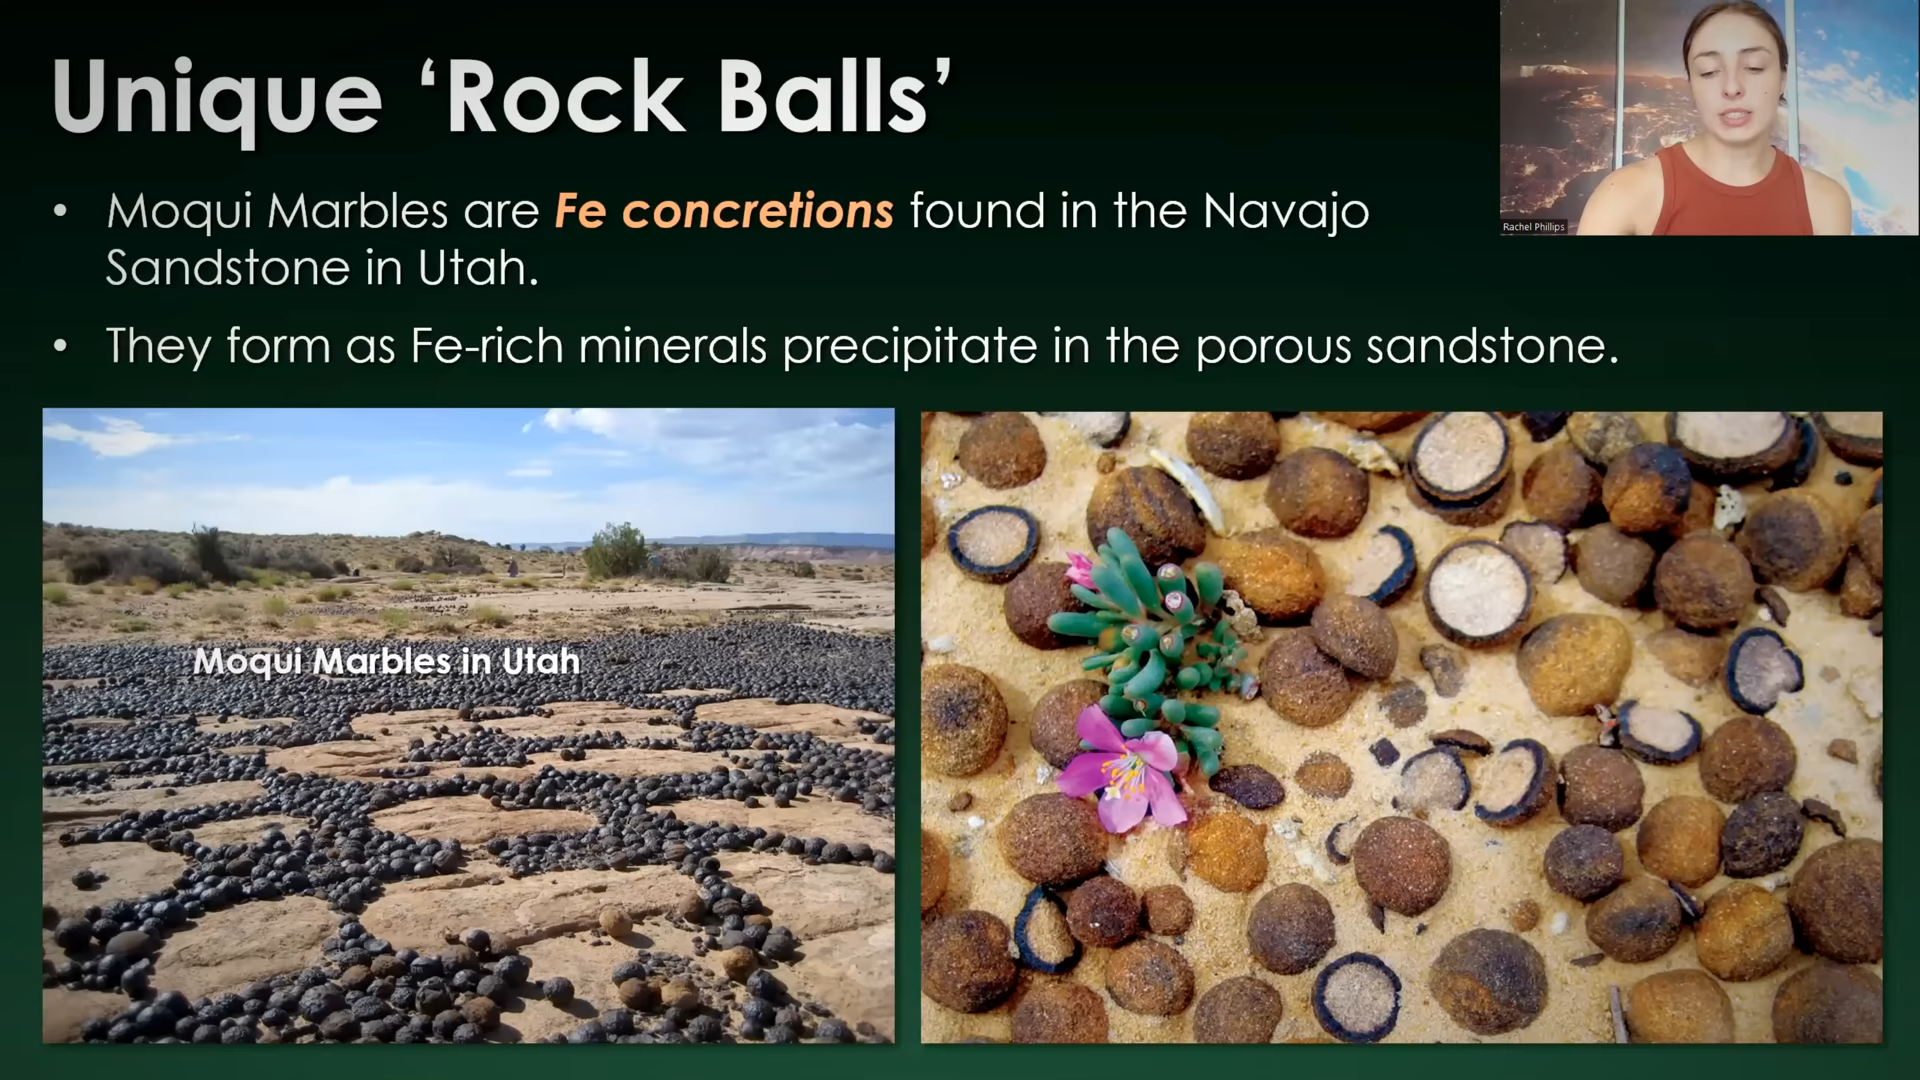 Unique ‘Rock Balls’
• Moqui Marbles are Fe concretions found in the Navajo
Sandstone in Utah.
• They form as Fe-rich minerals precipitate in the porous sandstone.
Rachel Phillips
Moqui Marbles in Utah